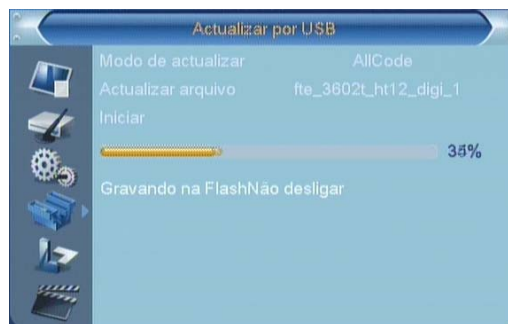 Actualizar por USB
Modo de actualizar AllCode
Actualizar arquivo fte_3602t_ht12_digi_1
Iniciar
35%
Gravando na FlashNão desligar